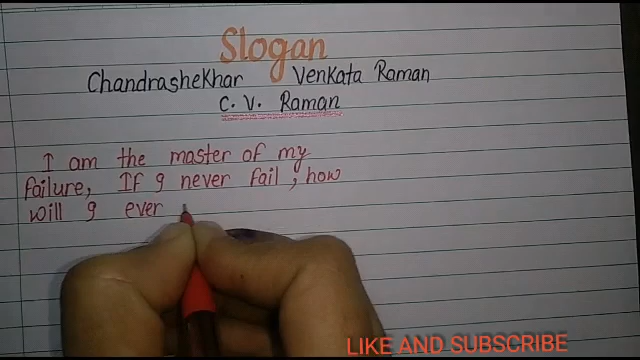 Slogan
Chandrashekhar Venkata Raman
C. V. Raman
I am the master of my
failure, If I never fail, how
will I ever
LIKE AND SUBSCRIBE